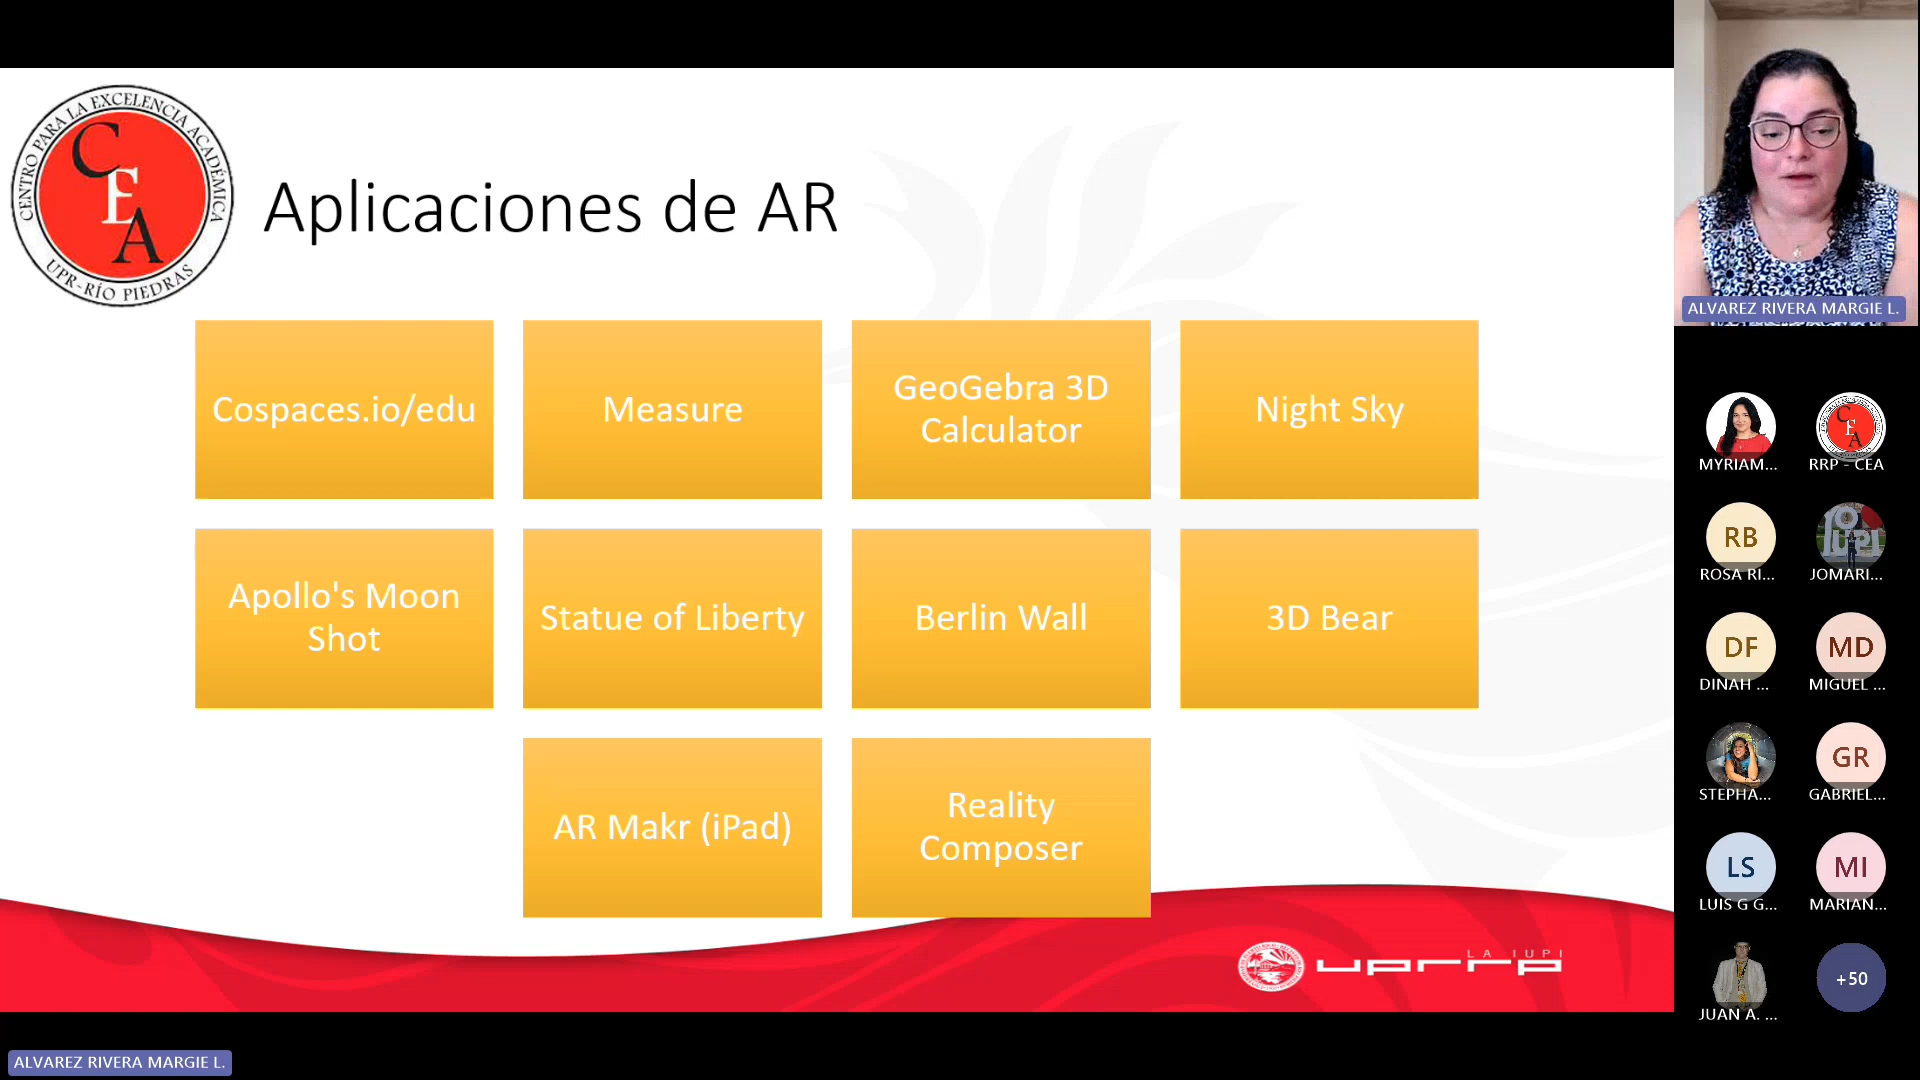 CENTRO PARA LA EXCELENCIA ACADÉMICA
CEA
UPR-RÍO PIEDRAS
Aplicaciones de AR
Cospaces.io/edu
Measure
GeoGebra 3D
Calculator
Night Sky
Apollo's Moon
Shot
Statue of Liberty
Berlin Wall
3D Bear
AR Makr (iPad)
Reality
Composer
LA IUPI
uprrp
ALVAREZ RIVERA MARGIE L.
MYRIAM...
RRP - CEA
RB
ROSA RI...
JOMARI...
DF
DINAH ...
MD
MIGUEL ...
STEPHA...
GR
GABRIEL...
LS
LUIS G G...
MI
MARIAN...
JUAN A. ...
+50
ALVAREZ RIVERA MARGIE L.